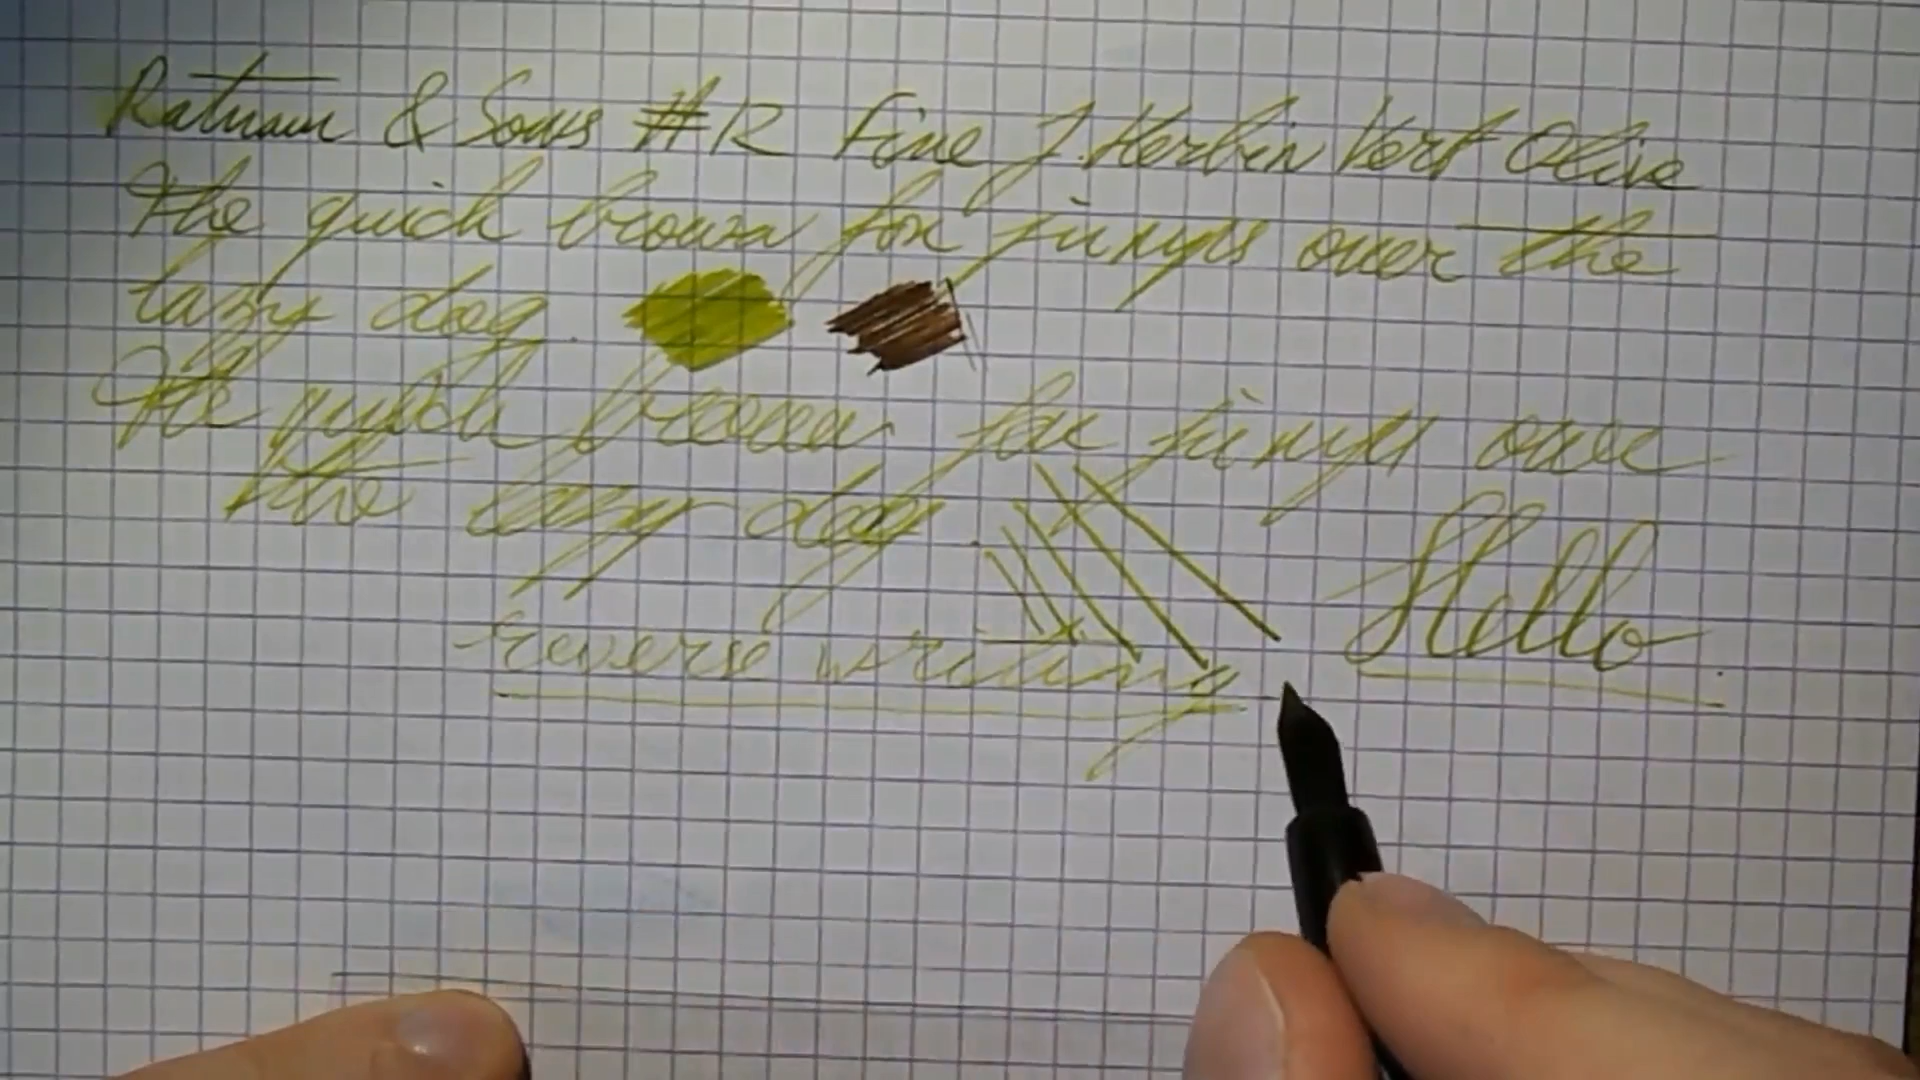 Ratnam & Sons #12 Fine J. Herbin Vert Olive
The quick brown fox jumps over the
lazy dog.
The quick brown fox jumps over
the lazy dog.
Hello
reverse writing